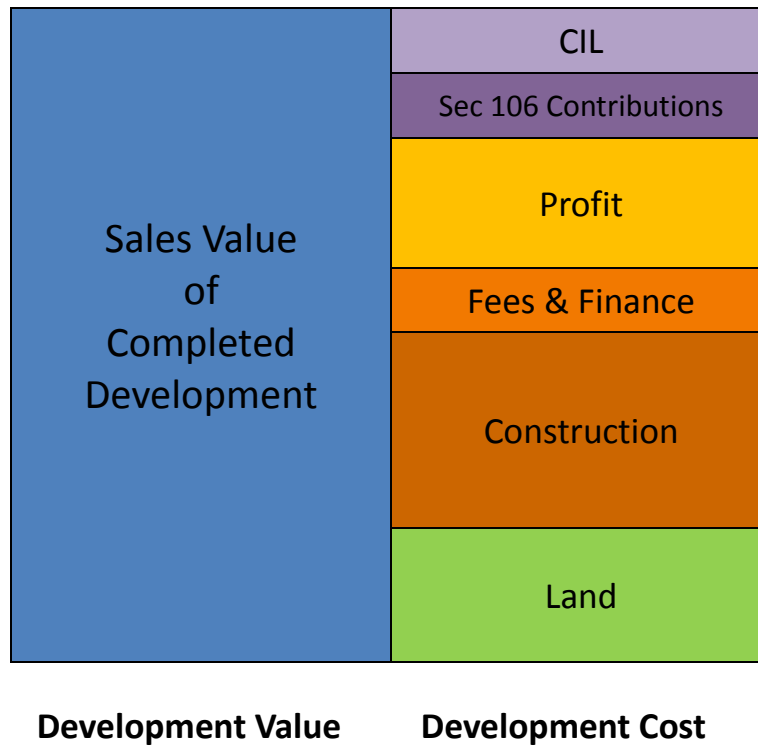 Sales Value
of
Completed
Development
CIL
Sec 106 Contributions
Profit
Fees & Finance
Construction
Land
Development Value
Development Cost